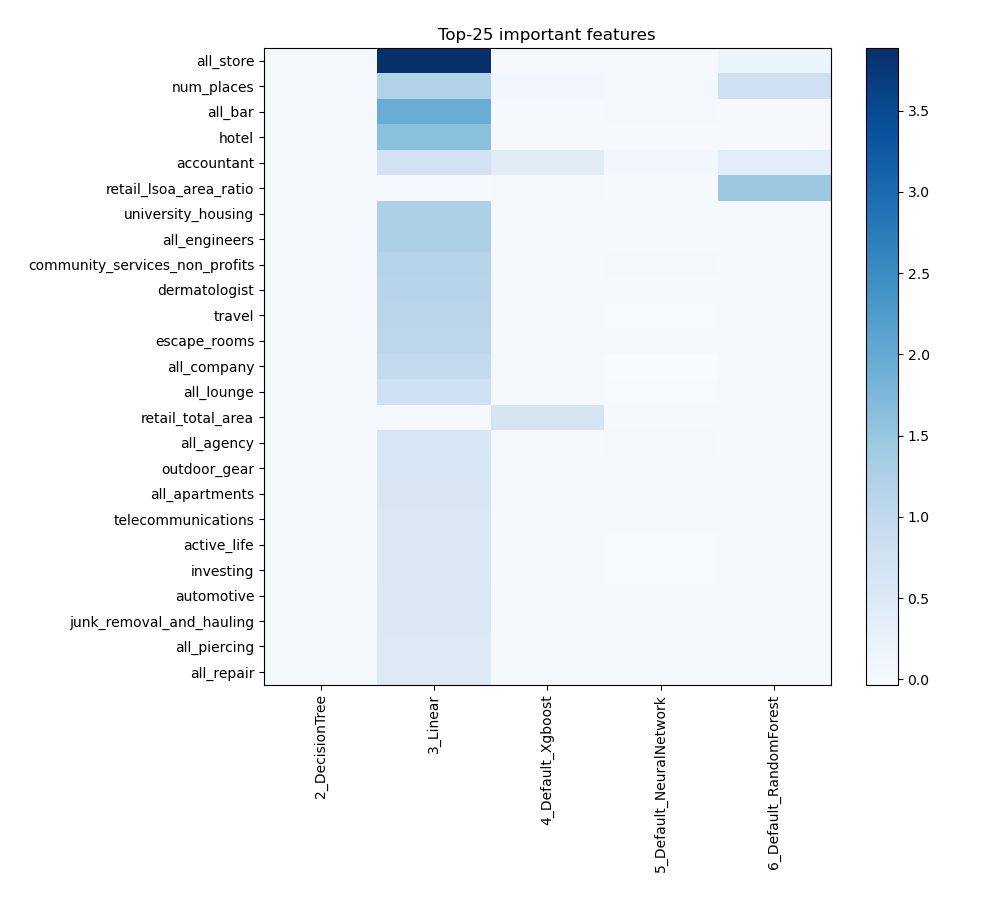 Top-25 important features
all_store
num_places
all_bar
hotel
accountant
retail_lsoa_area_ratio
university_housing
all_engineers
community_services_non_profits
dermatologist
travel
escape_rooms
all_company
all_lounge
retail_total_area
all_agency
outdoor_gear
all_apartments
telecommunications
active_life
investing
automotive
junk_removal_and_hauling
all_piercing
all_repair
2_DecisionTree
3_Linear
4_Default_Xgboost
5_Default_NeuralNetwork
6_Default_RandomForest
3.5
3.0
2.5
2.0
1.5
1.0
0.5
0.0